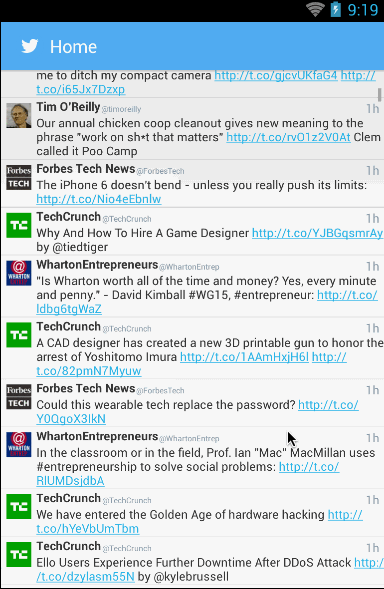 9:19
Home
me to ditch my compact camera http://t.co/gjcvUKfaG4 http://
t.co/i65Jx7Dzxp
Tim O'Reilly @timoreilly 1h
Our annual chicken coop cleanout gives new meaning to the
phrase "work on sh*t that matters" http://t.co/rvO1z2V0At Clem
called it Poo Camp
Forbes Tech News @ForbesTech 1h
The iPhone 6 doesn't bend - unless you really push its limits:
http://t.co/Nio4eEbnlw
TechCrunch @TechCrunch 1h
Why And How To Hire A Game Designer http://t.co/YJBGqsmrAy
by @tiedtiger
WhartonEntrepreneurs @WhartonEntrep 1h
"Is Wharton worth all of the time and money? Yes, every minute
and penny." - David Kimball #WG15, #entrepreneur: http://t.co/
ldbg6tgWaZ
TechCrunch @TechCrunch 1h
A CAD designer has created a new 3D printable gun to honor the
arrest of Yoshitomo Imura http://t.co/1AAmHxjH6l http://
t.co/82pmN7Myuw
Forbes Tech News @ForbesTech 1h
Could this wearable tech replace the password? http://t.co/
Y0QgoX3lkN
WhartonEntrepreneurs @WhartonEntrep 1h
In the classroom or in the field, Prof. Ian "Mac" MacMillan uses
#entrepreneurship to solve social problems: http://t.co/
RlUMDsjdbA
TechCrunch @TechCrunch 1h
We have entered the Golden Age of hardware hacking http://
t.co/hYeVbUmTbm
TechCrunch @TechCrunch 1h
Ello Users Experience Further Downtime After DDoS Attack http:/
/t.co/dzylasm55N by @kylebrussell